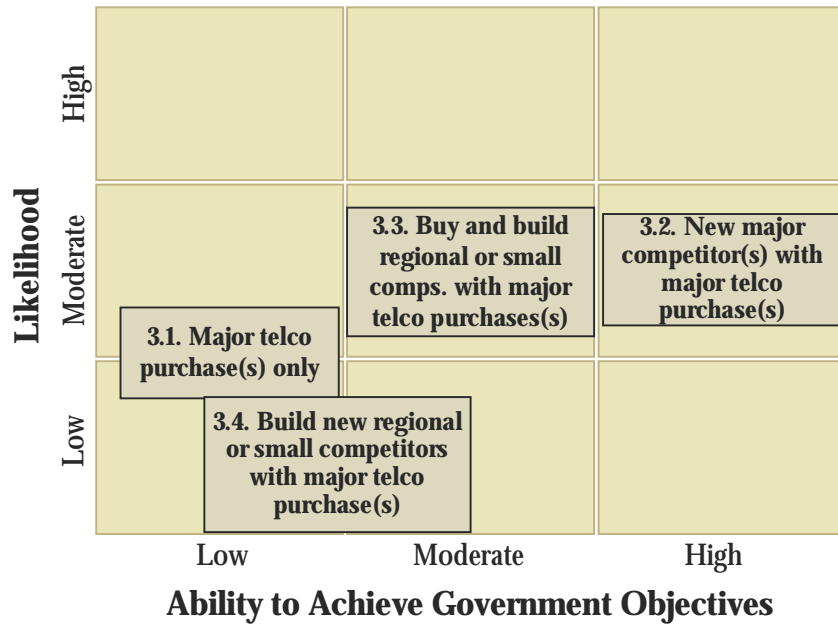 High
Moderate
Low
Likelihood
3.3. Buy and build
regional or small
comps. with major
telco purchases(s)
3.2. New major
competitor(s) with
major telco
purchase(s)
3.1. Major telco
purchase(s) only
3.4. Build new regional
or small competitors
with major telco
purchase(s)
Low
Moderate
High
Ability to Achieve Government Objectives